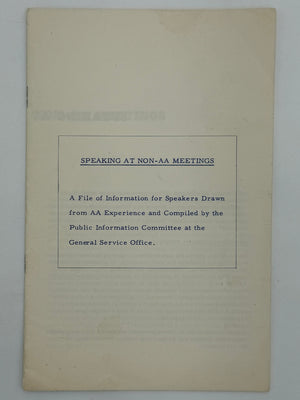 SPEAKING AT NON-AA MEETINGS
A File of Information for Speakers Drawn
from AA Experience and Compiled by the
Public Information Committee at the
General Service Office.